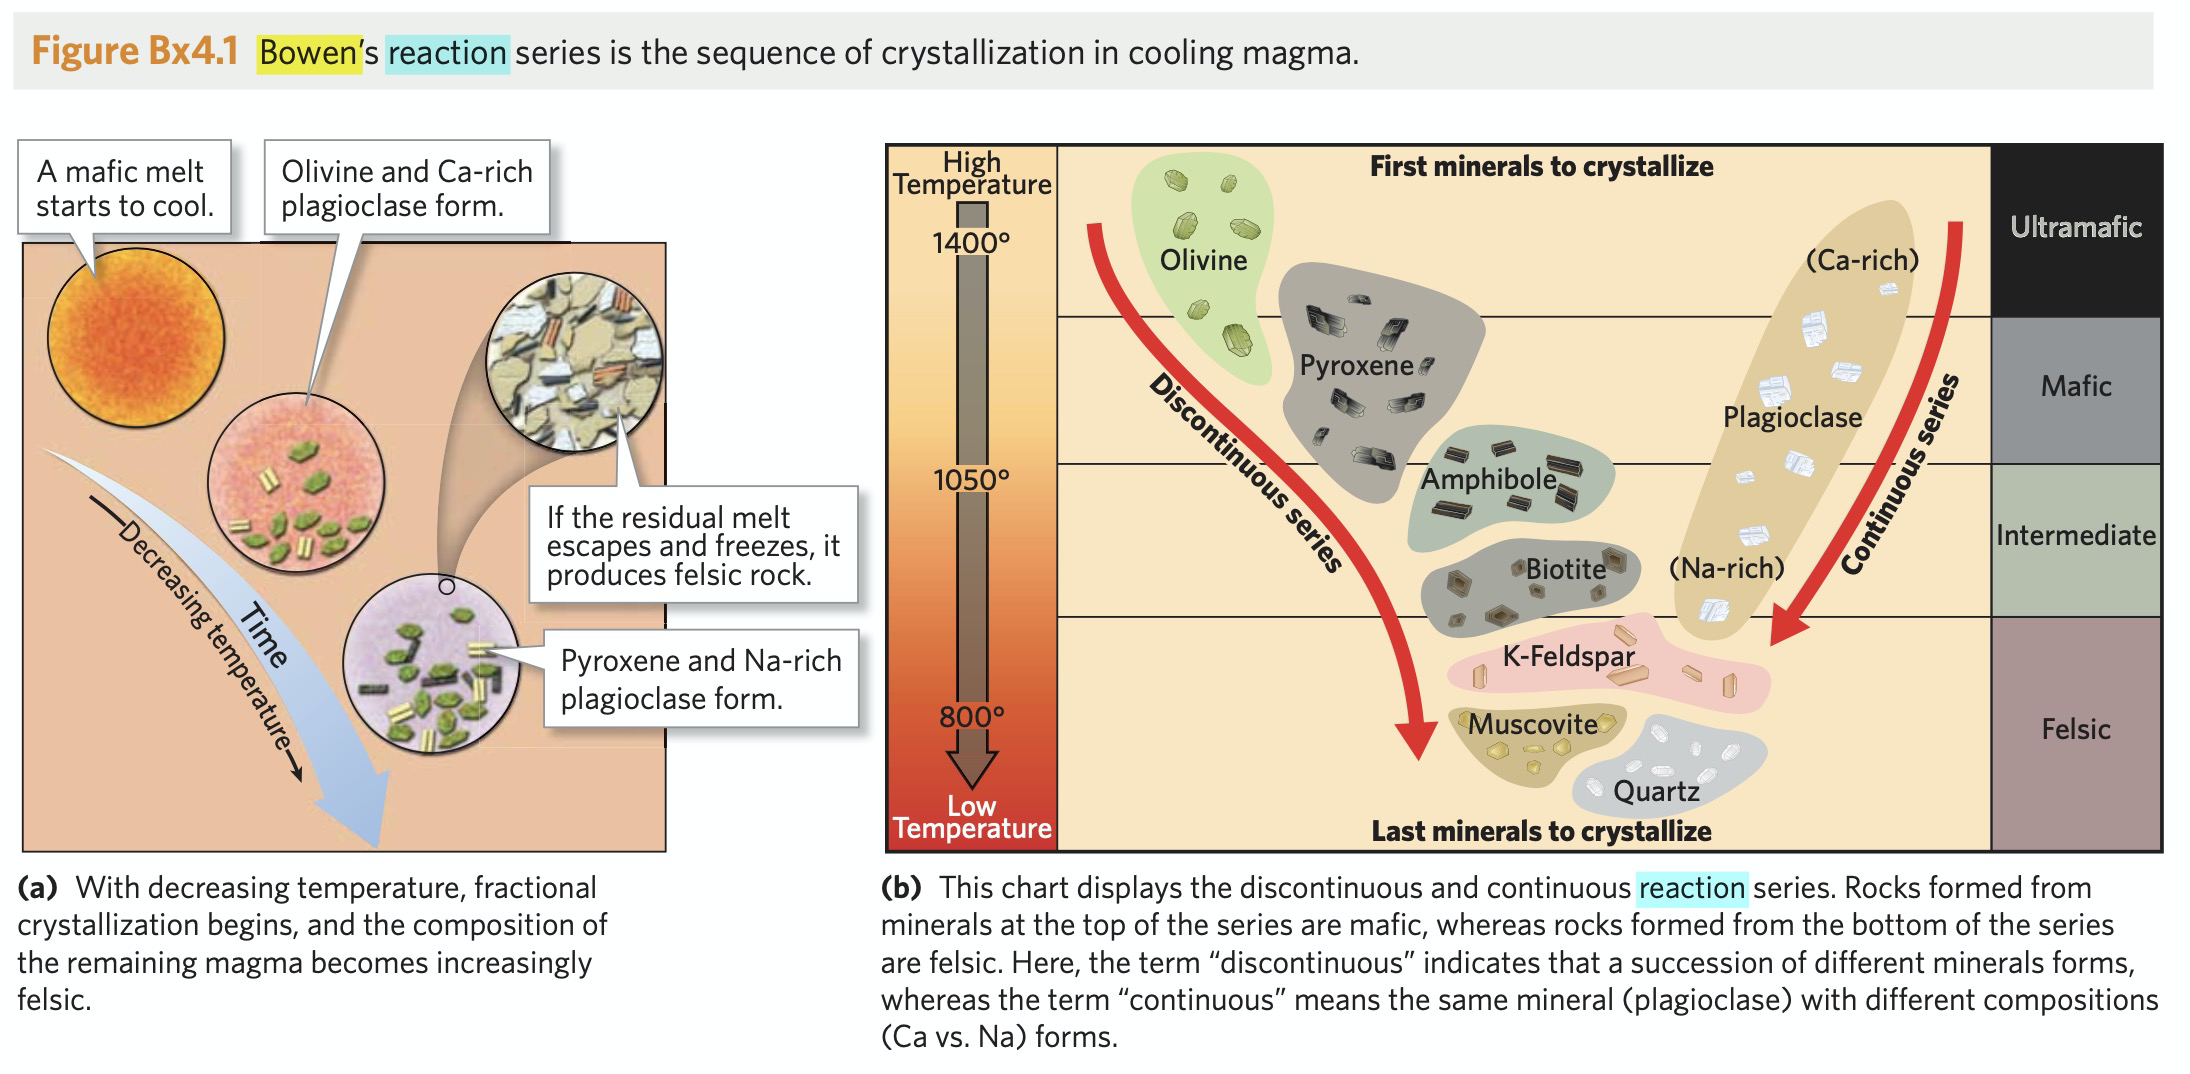 Figure Bx4.1 Bowen's reaction series is the sequence of crystallization in cooling magma.
A mafic melt
starts to cool.
Olivine and Ca-rich
plagioclase form.
If the residual melt
escapes and freezes, it
produces felsic rock.
Pyroxene and Na-rich
plagioclase form.
Decreasing temperature
Time
(a) With decreasing temperature, fractional
crystallization begins, and the composition of
the remaining magma becomes increasingly
felsic.
High
Temperature
1400°
1050°
800°
Low
Temperature
First minerals to crystallize
Olivine
Pyroxene
Amphibole
Biotite
K-Feldspar
Muscovite
Quartz
Discontinuous series
(Ca-rich)
Plagioclase
(Na-rich)
Continuous series
Last minerals to crystallize
Ultramafic
Mafic
Intermediate
Felsic
(b) This chart displays the discontinuous and continuous reaction series. Rocks formed from
minerals at the top of the series are mafic, whereas rocks formed from the bottom of the series
are felsic. Here, the term “discontinuous” indicates that a succession of different minerals forms,
whereas the term “continuous” means the same mineral (plagioclase) with different compositions
(Ca vs. Na) forms.